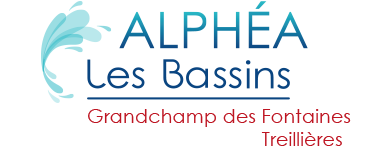 ALPHÉA
Les Bassins
Grandchamp des Fontaines
Treillières